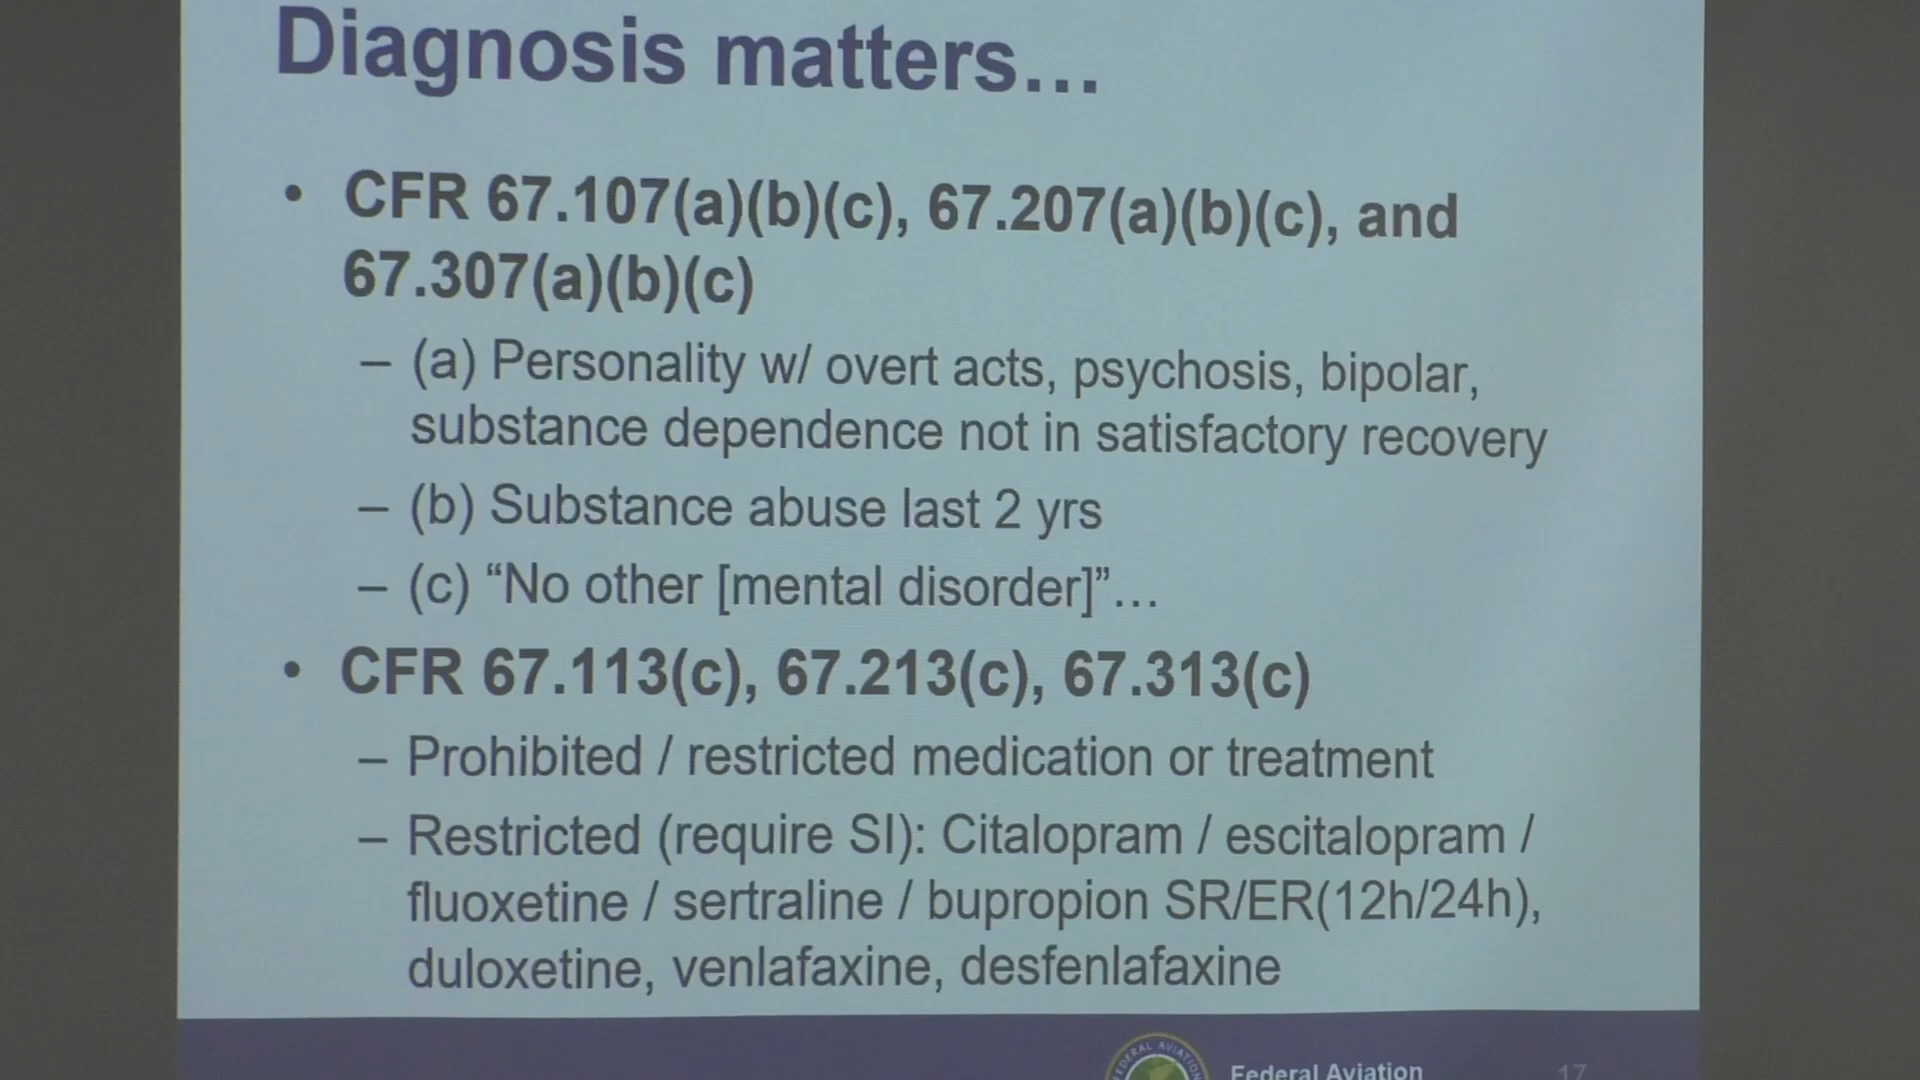 Diagnosis matters…
• CFR 67.107(a)(b)(c), 67.207(a)(b)(c), and
67.307(a)(b)(c)
– (a) Personality w/ overt acts, psychosis, bipolar,
substance dependence not in satisfactory recovery
– (b) Substance abuse last 2 yrs
– (c) “No other [mental disorder]”…
• CFR 67.113(c), 67.213(c), 67.313(c)
– Prohibited / restricted medication or treatment
– Restricted (require SI): Citalopram / escitalopram /
fluoxetine / sertraline / bupropion SR/ER(12h/24h),
duloxetine, venlafaxine, desfenlafaxine
FEDERAL AVIATION
Federal Aviation
17